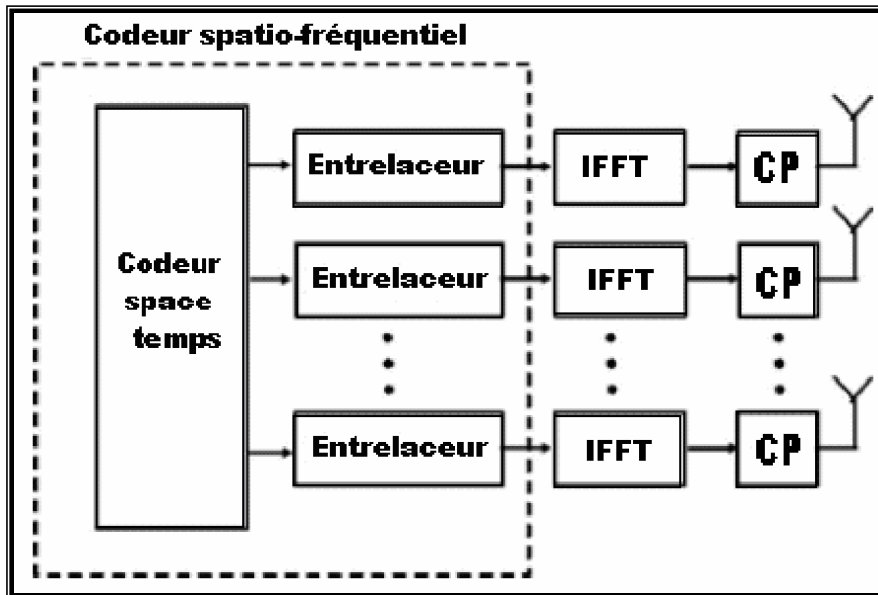 Codeur spatio-fréquentiel
Entrelaceur
IFFT
CP
Codeur
space
temps
Entrelaceur
IFFT
CP
Entrelaceur
IFFT
CP